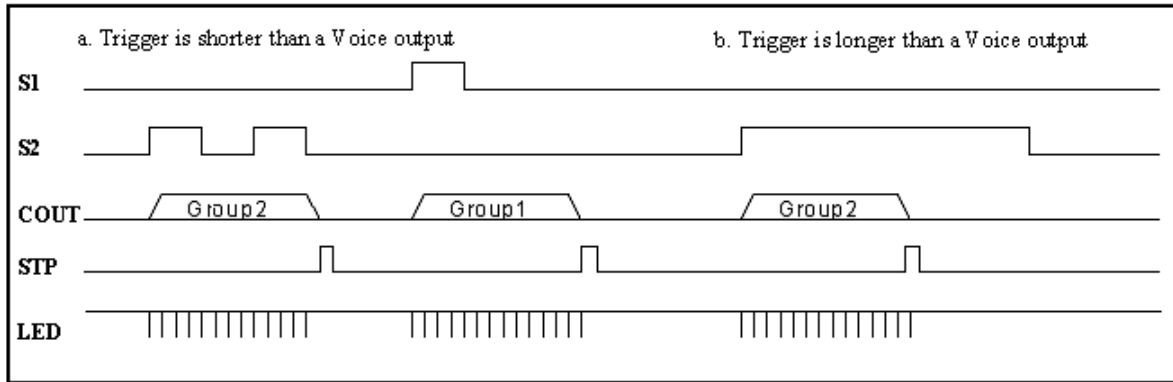 a. Trigger is shorter than a Voice output
b. Trigger is longer than a Voice output
S1
S2
COUT
Group2
Group1
Group2
STP
LED